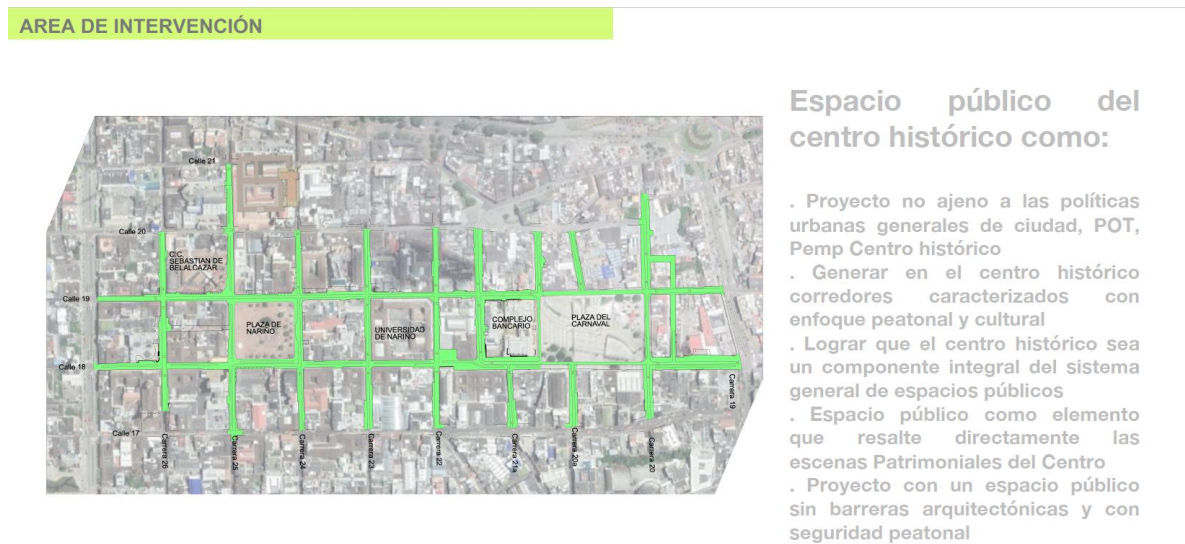 AREA DE INTERVENCIÓN
Espacio público del
centro histórico como:
. Proyecto no ajeno a las políticas
urbanas generales de ciudad, POT,
Pemp Centro histórico
. Generar en el centro histórico
corredores caracterizados con
enfoque peatonal y cultural
. Lograr que el centro histórico sea
un componente integral del sistema
general de espacios públicos
. Espacio público como elemento
que resalte directamente las
escenas Patrimoniales del Centro
. Proyecto con un espacio público
sin barreras arquitectónicas y con
seguridad peatonal
Calle 21
Calle 20
C.C.
SEBASTIAN DE
BELALCAZAR
Calle 19
PLAZA DE
NARIÑO
UNIVERSIDAD
DE NARIÑO
COMPLEJO
BANCARIO
PLAZA DEL
CARNAVAL
Calle 18
Calle 17
Carrera 26
Carrera 25
Carrera 24
Carrera 23
Carrera 22
Carrera 21a
Carrera 20a
Carrera 20
Carrera 19